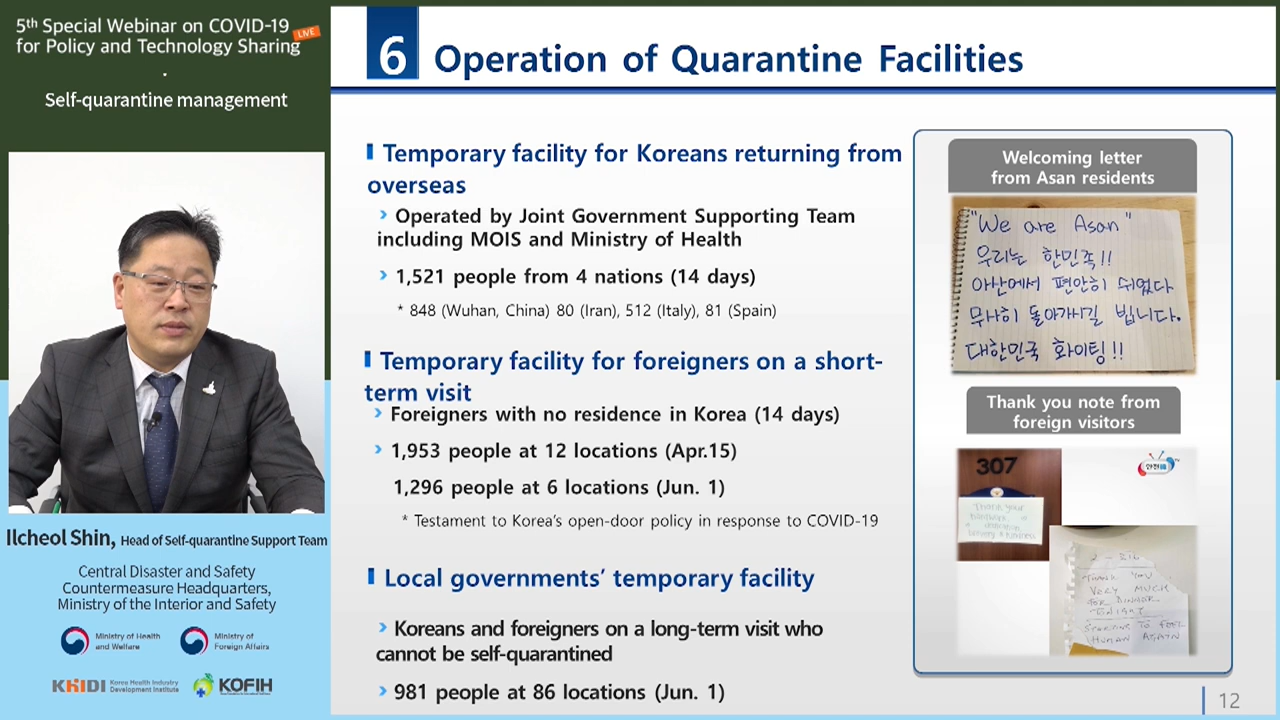 5th Special Webinar on COVID-19
for Policy and Technology Sharing
LIVE
Self-quarantine management
Ilcheol Shin, Head of Self-quarantine Support Team
Central Disaster and Safety
Countermeasure Headquarters,
Ministry of the Interior and Safety
Ministry of Health
and Welfare
Ministry of
Foreign Affairs
KHIDI Korea Health Industry
Development Institute
KOFIH
6 Operation of Quarantine Facilities
Temporary facility for Koreans returning from
overseas
Operated by Joint Government Supporting Team
including MOIS and Ministry of Health
1,521 people from 4 nations (14 days)
* 848 (Wuhan, China) 80 (Iran), 512 (Italy), 81 (Spain)
Temporary facility for foreigners on a short-
term visit
Foreigners with no residence in Korea (14 days)
1,953 people at 12 locations (Apr.15)
1,296 people at 6 locations (Jun. 1)
* Testament to Korea's open-door policy in response to COVID-19
Local governments' temporary facility
Koreans and foreigners on a long-term visit who
cannot be self-quarantined
981 people at 86 locations (Jun. 1)
Welcoming letter
from Asan residents
"We are Asan"
우리는 한민족!!
아산에서 편안히 쉬었다
무사히 돌아가시길 빕니다.
대한민국 화이팅!!
Thank you note from
foreign visitors
307
Thank you
THANK YOU
VERY MUCH
FOR DINNER
TONIGHT
HUMAN AGAIN
12